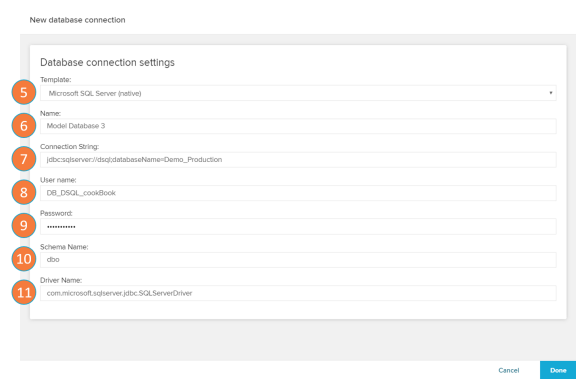 New database connection
Database connection settings
Template:
5
Microsoft SQL Server (native)
Name:
6
Model Database 3
Connection String:
7
jdbc:sqlserver://dsql;databaseName=Demo_Production
User name:
8
DB_DSQL_cookBook
Password:
9
•••••••••••
Schema Name:
10
dbo
Driver Name:
11
com.microsoft.sqlserver.jdbc.SQLServerDriver
Cancel
Done